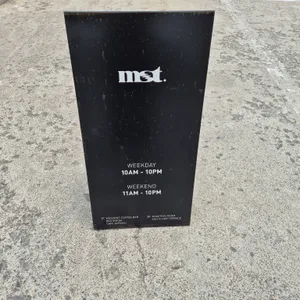 mst.
WEEKDAY
10AM - 10PM
WEEKEND
11AM - 10PM